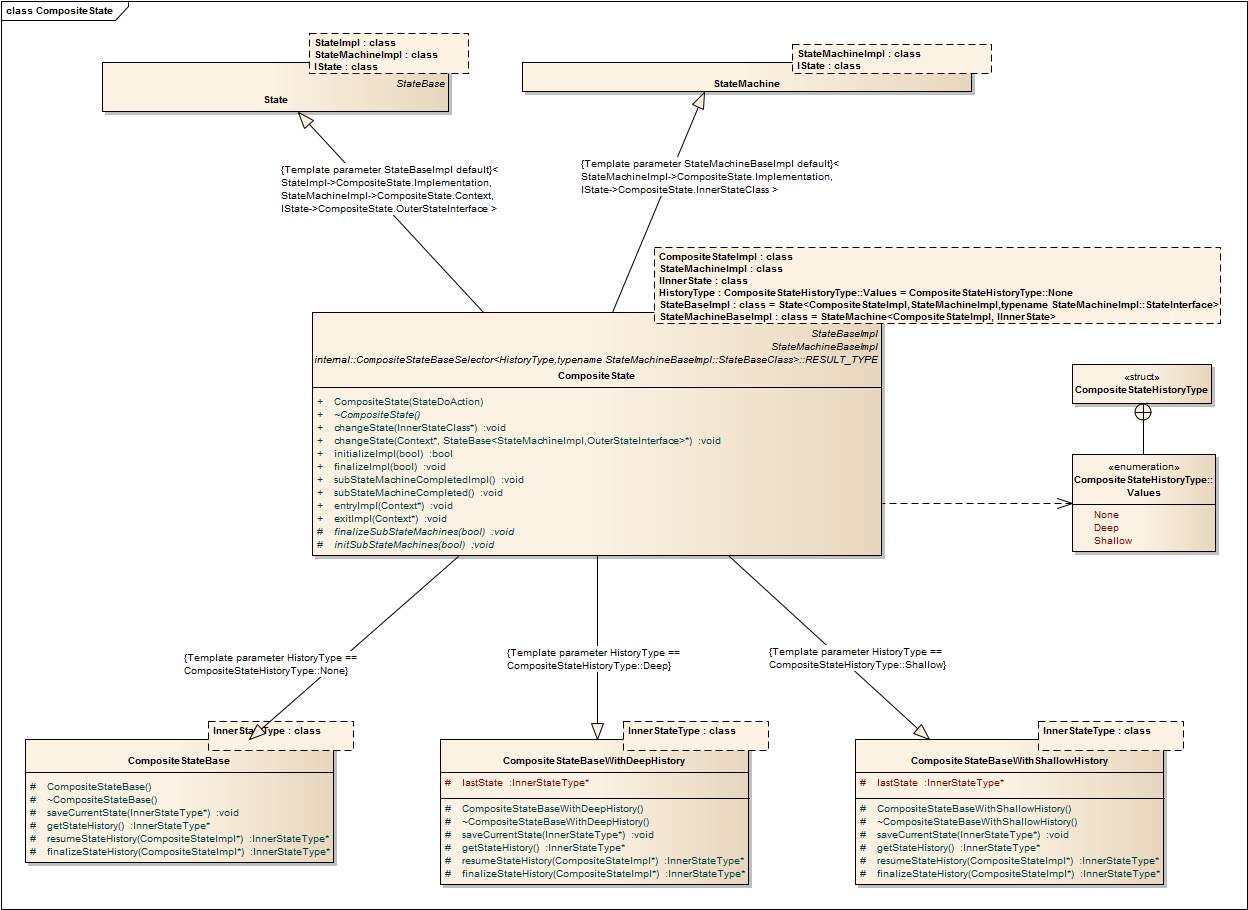 class CompositeState
StateImpl : class
StateMachineImpl : class
IState : class
StateBase
State
StateMachineImpl : class
IState : class
StateMachine
{Template parameter StateBaseImpl default}<
StateImpl->CompositeState.Implementation,
StateMachineImpl->CompositeState.Context,
IState->CompositeState.OuterStateInterface >
{Template parameter StateMachineBaseImpl default}<
StateMachineImpl->CompositeState.Implementation,
IState->CompositeState.InnerStateClass >
CompositeStateImpl : class
StateMachineImpl : class
IInnerState : class
HistoryType : CompositeStateHistoryType::Values = CompositeStateHistoryType::None
StateBaseImpl : class = State<CompositeStateImpl,StateMachineImpl,typename StateMachineImpl::StateInterface>
StateMachineBaseImpl : class = StateMachine<CompositeStateImpl, IInnerState>
StateBaseImpl
StateMachineBaseImpl
internal::CompositeStateBaseSelector<HistoryType,typename StateMachineBaseImpl::StateBaseClass>::RESULT_TYPE
CompositeState
+ CompositeState(StateDoAction)
+ ~CompositeState()
+ changeState(InnerStateClass*) :void
+ changeState(Context*, StateBase<StateMachineImpl,OuterStateInterface>*) :void
+ initializeImpl(bool) :bool
+ finalizeImpl(bool) :void
+ subStateMachineCompletedImpl() :void
+ subStateMachineCompleted() :void
+ entryImpl(Context*) :void
+ exitImpl(Context*) :void
# finalizeSubStateMachines(bool) :void
# initSubStateMachines(bool) :void
«struct»
CompositeStateHistoryType
«enumeration»
CompositeStateHistoryType::
Values
None
Deep
Shallow
{Template parameter HistoryType ==
CompositeStateHistoryType::None}
{Template parameter HistoryType ==
CompositeStateHistoryType::Deep}
{Template parameter HistoryType ==
CompositeStateHistoryType::Shallow}
InnerStateType : class
CompositeStateBase
# CompositeStateBase()
# ~CompositeStateBase()
# saveCurrentState(InnerStateType*) :void
# getStateHistory() :InnerStateType*
# resumeStateHistory(CompositeStateImpl*) :InnerStateType*
# finalizeStateHistory(CompositeStateImpl*) :InnerStateType*
InnerStateType : class
CompositeStateBaseWithDeepHistory
# lastState :InnerStateType*
# CompositeStateBaseWithDeepHistory()
# ~CompositeStateBaseWithDeepHistory()
# saveCurrentState(InnerStateType*) :void
# getStateHistory() :InnerStateType*
# resumeStateHistory(CompositeStateImpl*) :InnerStateType*
# finalizeStateHistory(CompositeStateImpl*) :InnerStateType*
InnerStateType : class
CompositeStateBaseWithShallowHistory
# lastState :InnerStateType*
# CompositeStateBaseWithShallowHistory()
# ~CompositeStateBaseWithShallowHistory()
# saveCurrentState(InnerStateType*) :void
# getStateHistory() :InnerStateType*
# resumeStateHistory(CompositeStateImpl*) :InnerStateType*
# finalizeStateHistory(CompositeStateImpl*) :InnerStateType*